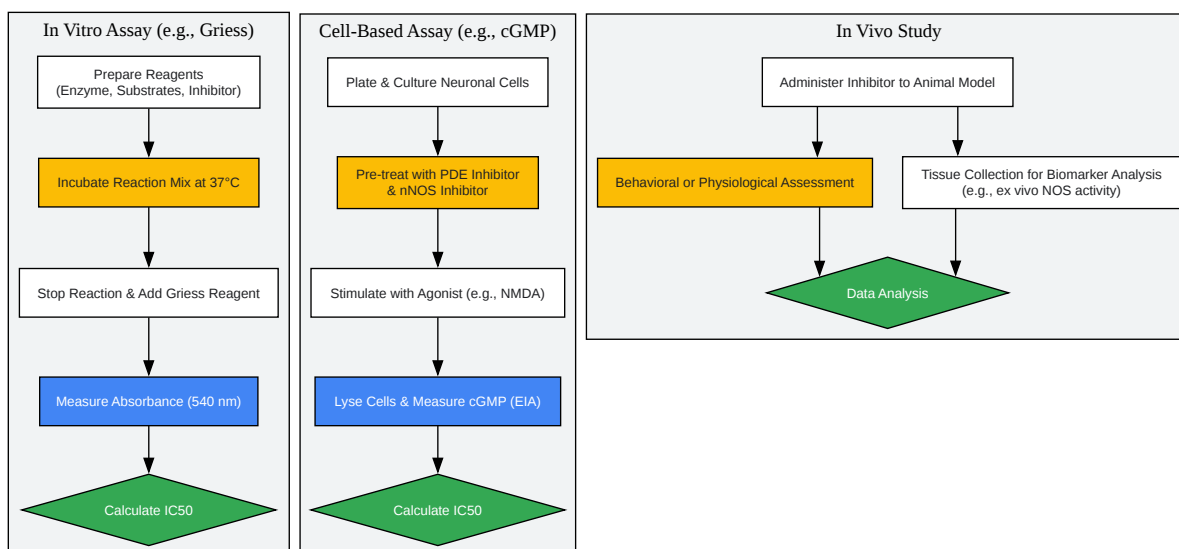 In Vitro Assay (e.g., Griess)
Prepare Reagents
(Enzyme, Substrates, Inhibitor)
Incubate Reaction Mix at 37°C
Stop Reaction & Add Griess Reagent
Measure Absorbance (540 nm)
Calculate IC50
Cell-Based Assay (e.g., cGMP)
Plate & Culture Neuronal Cells
Pre-treat with PDE Inhibitor
& nNOS Inhibitor
Stimulate with Agonist (e.g., NMDA)
Lyse Cells & Measure cGMP (EIA)
Calculate IC50
In Vivo Study
Administer Inhibitor to Animal Model
Behavioral or Physiological Assessment
Tissue Collection for Biomarker Analysis
(e.g., ex vivo NOS activity)
Data Analysis